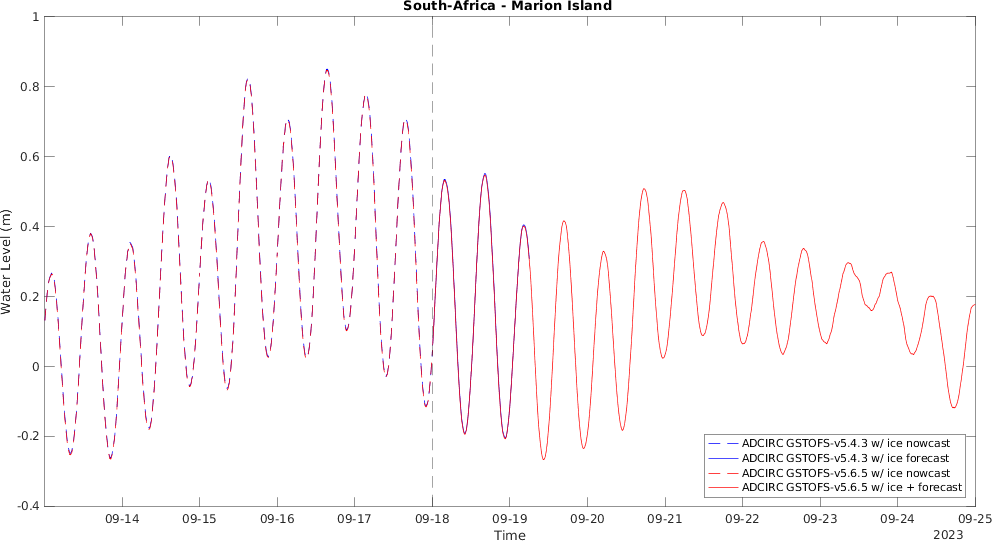 South-Africa - Marion Island
1
0.8
0.6
0.4
0.2
0
-0.2
-0.4
Water Level (m)
ADCIRC GSTOFS-v5.4.3 w/ ice nowcast
ADCIRC GSTOFS-v5.4.3 w/ ice forecast
ADCIRC GSTOFS-v5.6.5 w/ ice nowcast
ADCIRC GSTOFS-v5.6.5 w/ ice + forecast
09-14 09-15 09-16 09-17 09-18 09-19 09-20 09-21 09-22 09-23 09-24 09-25
Time
2023